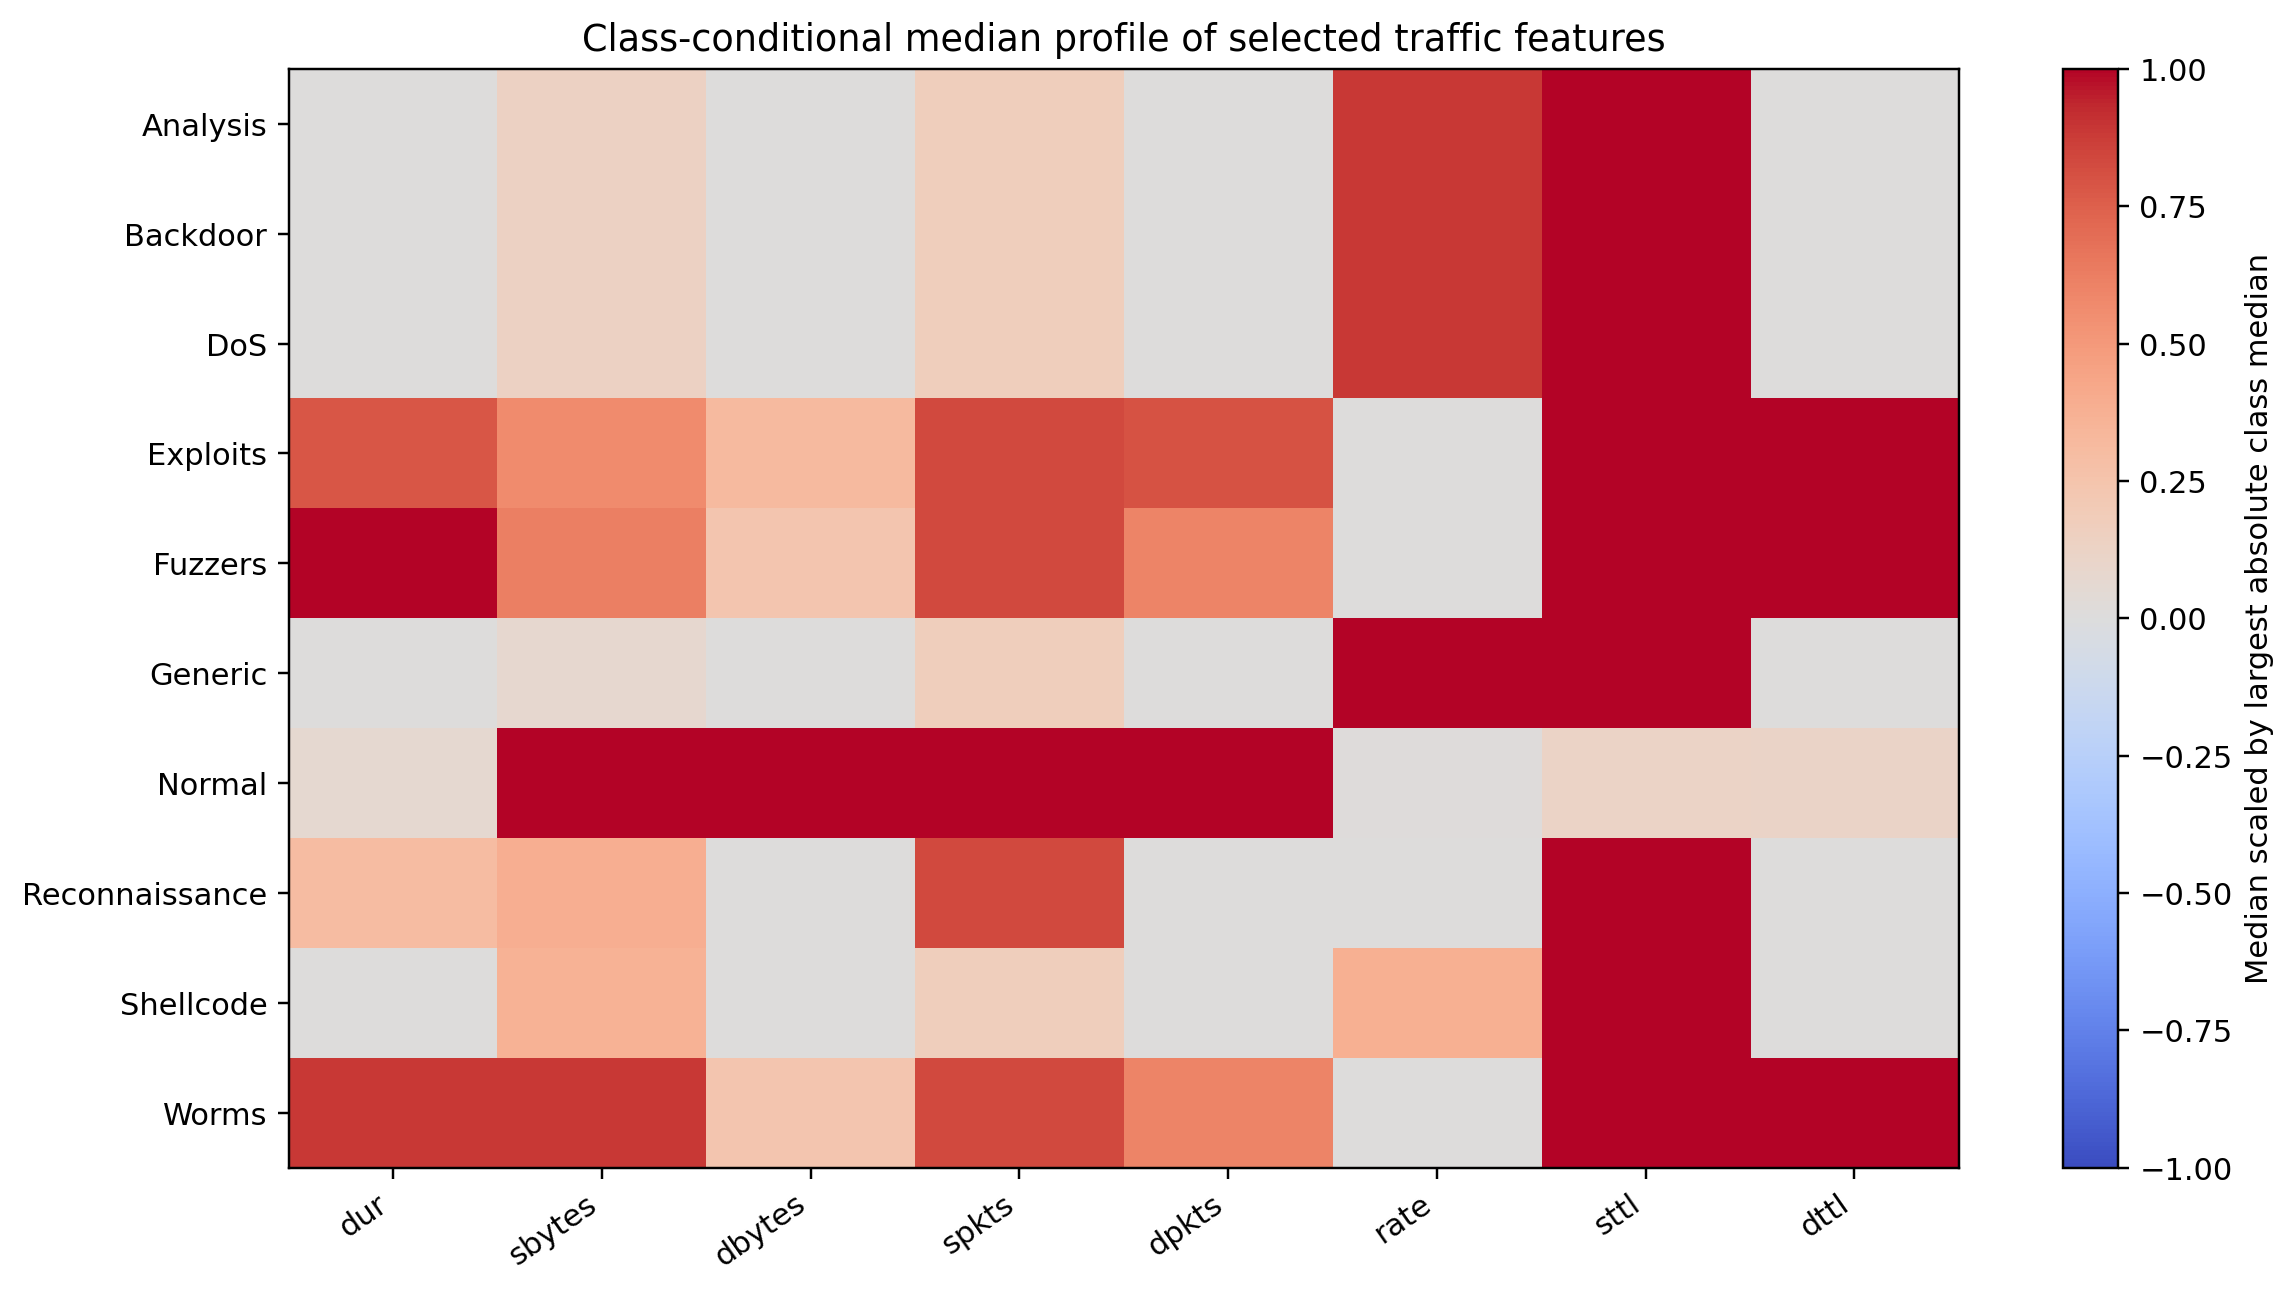 Class-conditional median profile of selected traffic features
Analysis
Backdoor
DoS
Exploits
Fuzzers
Generic
Normal
Reconnaissance
Shellcode
Worms
dur
sbytes
dbytes
spkts
dpkts
rate
sttl
dttl
1.00
0.75
0.50
0.25
0.00
−0.25
−0.50
−0.75
−1.00
Median scaled by largest absolute class median